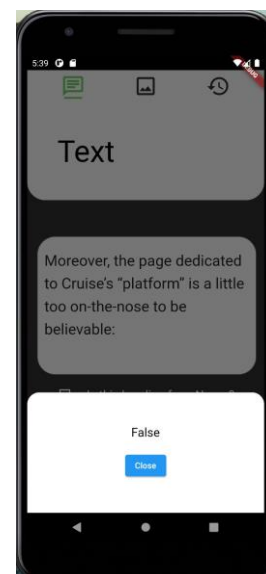 5:39
Text
Moreover, the page dedicated
to Cruise's "platform" is a little
too on-the-nose to be
believable:
False
Close